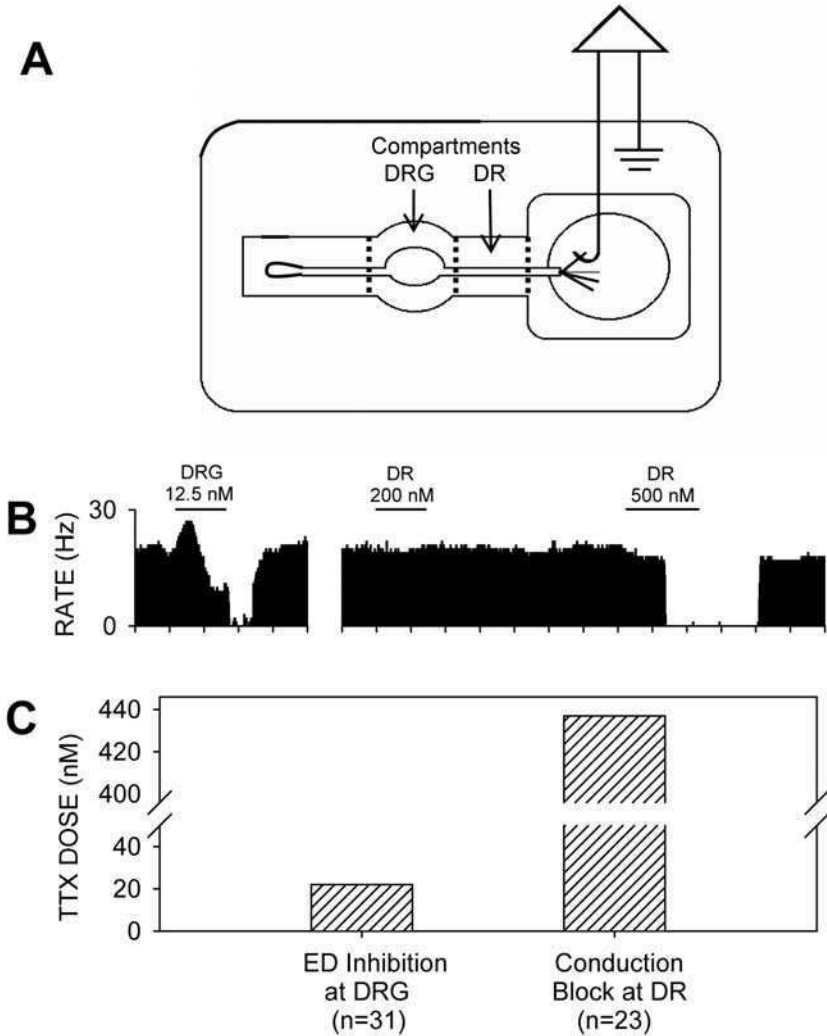 A
Compartments
DRG DR
B
DRG
12.5 nM
DR
200 nM
DR
500 nM
RATE (Hz)
30
0
C
TTX DOSE (nM)
440
420
400
40
20
0
ED Inhibition
at DRG
(n=31)
Conduction
Block at DR
(n=23)